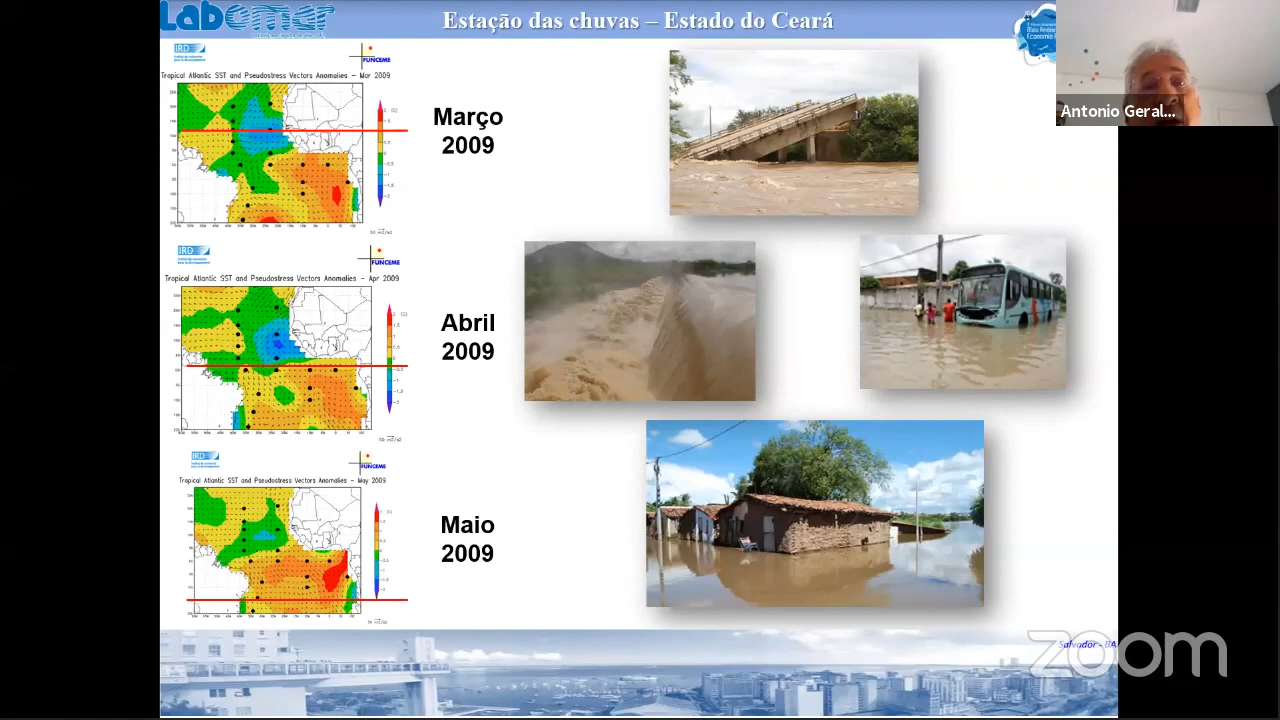 Labomar
Estação das chuvas – Estado do Ceará
Antonio Geral...
IRD
FUNCEME
Tropical Atlantic SST and Pseudostress Vectors Anomalies – Mar 2009
Março
2009
IRD
FUNCEME
Tropical Atlantic SST and Pseudostress Vectors Anomalies – Apr 2009
Abril
2009
IRD
FUNCEME
Tropical Atlantic SST and Pseudostress Vectors Anomalies – May 2009
Maio
2009
Salvador - BA
zoom